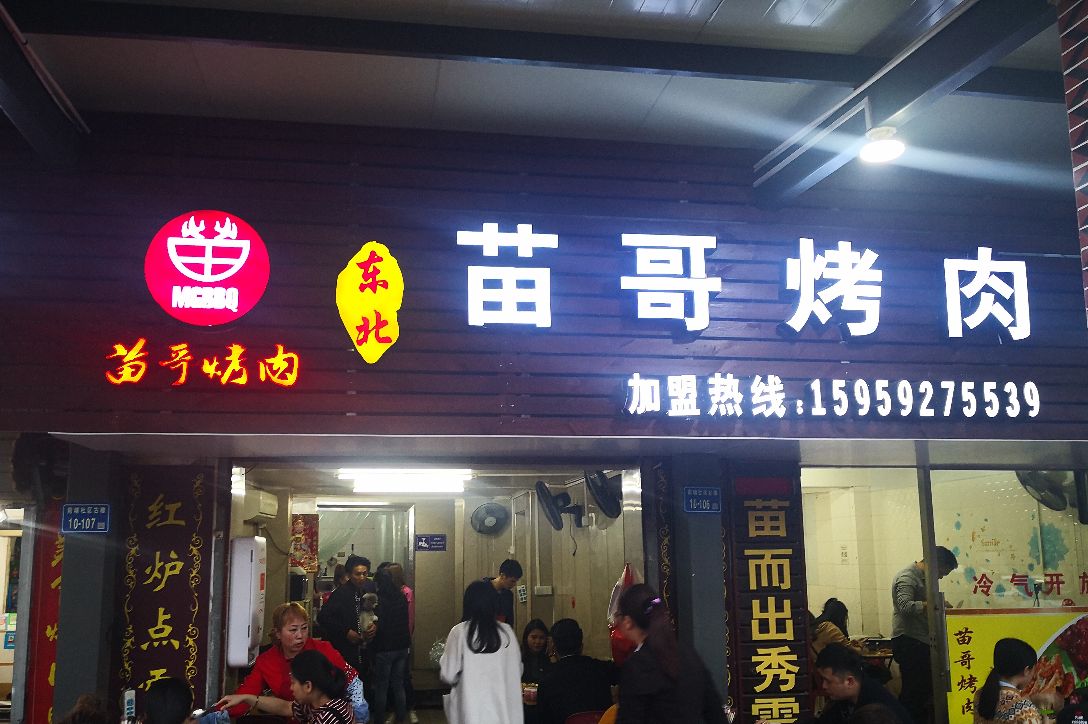 苗
MGBBQ
苗哥烤肉
东北
苗哥烤肉
加盟热线:15959275539
10-107
10-106
红炉点
苗而出秀
冷气开
苗哥烤肉